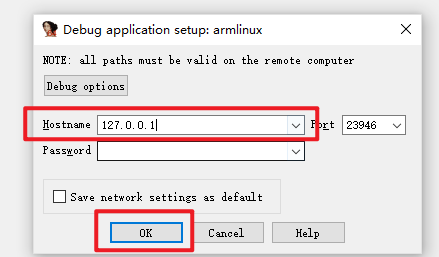 Debug application setup: armlinux
NOTE: all paths must be valid on the remote computer
Debug options
Hostname 127.0.0.1 Port 23946
Password
Save network settings as default
OK Cancel Help